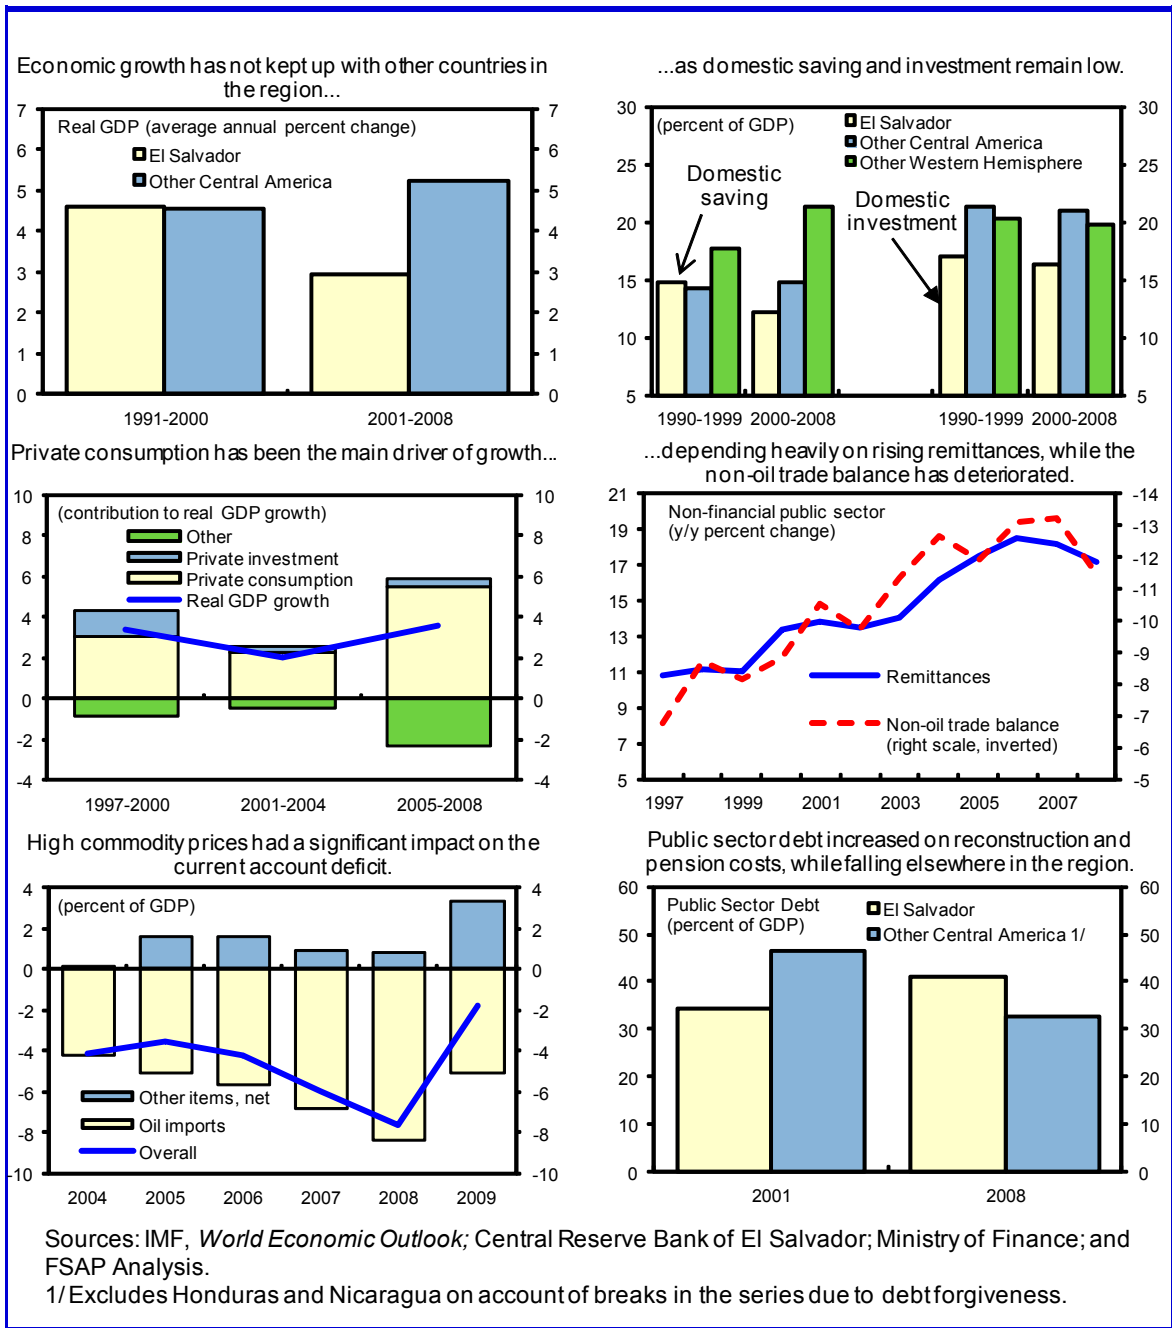 Economic growth has not kept up with other countries in
the region...
7 7
Real GDP (average annual percent change)
6 6
El Salvador
Other Central America
5 5
4 4
3 3
2 2
1 1
0 0
1991-2000 2001-2008
...as domestic saving and investment remain low.
30 30
(percent of GDP)
El Salvador
Other Central America
Other Western Hemisphere
25 25
Domestic
saving
Domestic
investment
20 20
15 15
10 10
5 5
1990-1999 2000-2008 1990-1999 2000-2008
Private consumption has been the main driver of growth...
10 10
(contribution to real GDP growth)
Other
8 8
Private investment
Private consumption
6 6
Real GDP growth
4 4
2 2
0 0
-2 -2
-4 -4
1997-2000 2001-2004 2005-2008
...depending heavily on rising remittances, while the
non-oil trade balance has deteriorated.
21 -14
Non-financial public sector
(y/y percent change)
19 -13
17 -12
15 -11
13 -10
11 -9
Remittances
9 -8
Non-oil trade balance
(right scale, inverted)
7 -7
-6
5 -5
1997 1999 2001 2003 2005 2007
High commodity prices had a significant impact on the
current account deficit.
4 4
(percent of GDP)
2 2
0 0
-2 -2
-4 -4
-6 -6
Other items, net
Oil imports
-8 -8
Overall
-10 -10
2004 2005 2006 2007 2008 2009
Public sector debt increased on reconstruction and
pension costs, while falling elsewhere in the region.
60 60
Public Sector Debt
(percent of GDP)
El Salvador
Other Central America 1/
50 50
40 40
30 30
20 20
10 10
0 0
2001 2008
Sources: IMF, World Economic Outlook; Central Reserve Bank of El Salvador; Ministry of Finance; and
FSAP Analysis.
1/ Excludes Honduras and Nicaragua on account of breaks in the series due to debt forgiveness.